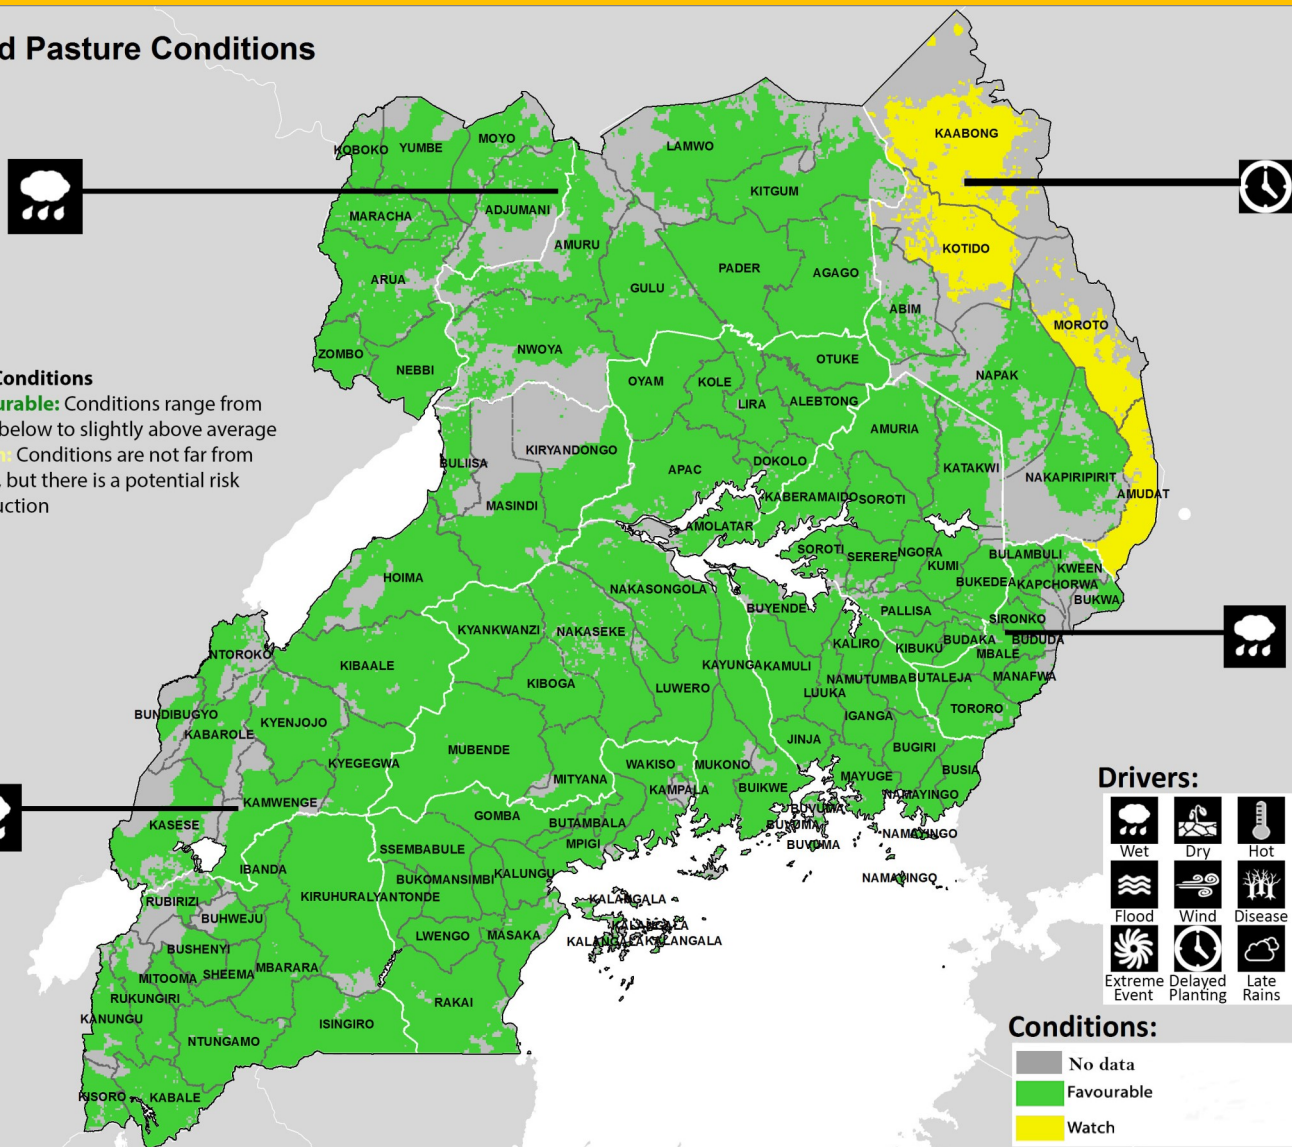 d Pasture Conditions
KAABONG
KOBOKO
YUMBE
MOYO
LAMWO
KITGUM
MARACHA
ADJUMANI
AMURU
KOTIDO
ARUA
GULU
PADER
AGAGO
ABIM
MOROTO
ZOMBO
NEBBI
NWOYA
OTUKE
NAPAK
OYAM
KOLE
LIRA
ALEBTONG
Conditions
urable: Conditions range from
below to slightly above average
n: Conditions are not far from
, but there is a potential risk
uction
AMURIA
BULIISA
KIRYANDONGO
APAC
DOKOLO
KATAKWI
NAKAPIRIPIRIT
AMUDAT
MASINDI
KABERAMAIDO
SOROTI
AMOLATAR
SOROTI
SERERE
NGORA
KUMI
BULAMBULI
KWEEN
HOIMA
NAKASONGOLA
BUKEDEA
KAPCHORWA
BUKWA
BUYENDE
PALLISA
SIRONKO
KYANKWANZI
NAKASEKE
KALIRO
KIBUKU
BUDAKA
BUDUDA
MBALE
NTOROKO
KIBAALE
KAYUNGA
KAMULI
NAMUTUMBA
BUTALEJA
MANAFWA
KIBOGA
LUWERO
LUUKA
BUNDIBUGYO
KYENJOJO
IGANGA
TORORO
KABAROLE
MUBENDE
JINJA
BUGIRI
KYEGEGWA
MITYANA
WAKISO
MUKONO
MAYUGE
BUSIA
KAMPALA
BUIKWE
NAMAYINGO
KAMWENGE
GOMBA
BUTAMBALA
BUVUMA
BUVUMA
BUVUMA
NAMAYINGO
KASESE
MPIGI
SSEMBABULE
IBANDA
BUKOMANSIMBI
KALUNGU
NAMAYINGO
RUBIRIZI
KIRUHURA
LYANTONDE
KALANGALA
BUHWEJU
KALANGALA
BUSHENYI
LWENGO
MASAKA
KALANGALA
KALANGALA
MITOOMA
SHEEMA
MBARARA
RUKUNGIRI
RAKAI
KANUNGU
ISINGIRO
NTUNGAMO
KISORO
KABALE
Drivers:
Wet Dry Hot
Flood Wind Disease
Extreme Delayed Late
Event Planting Rains
Conditions:
No data
Favourable
Watch